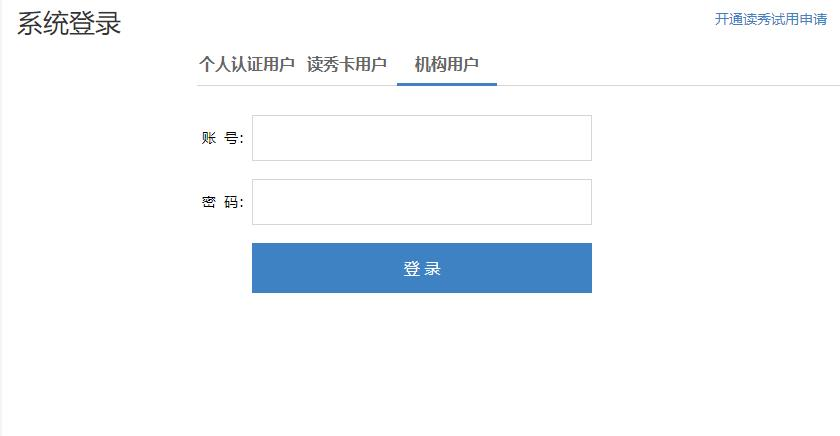 系统登录
开通读秀试用申请
个人认证用户 读秀卡用户 机构用户
账 号:
密 码:
登 录